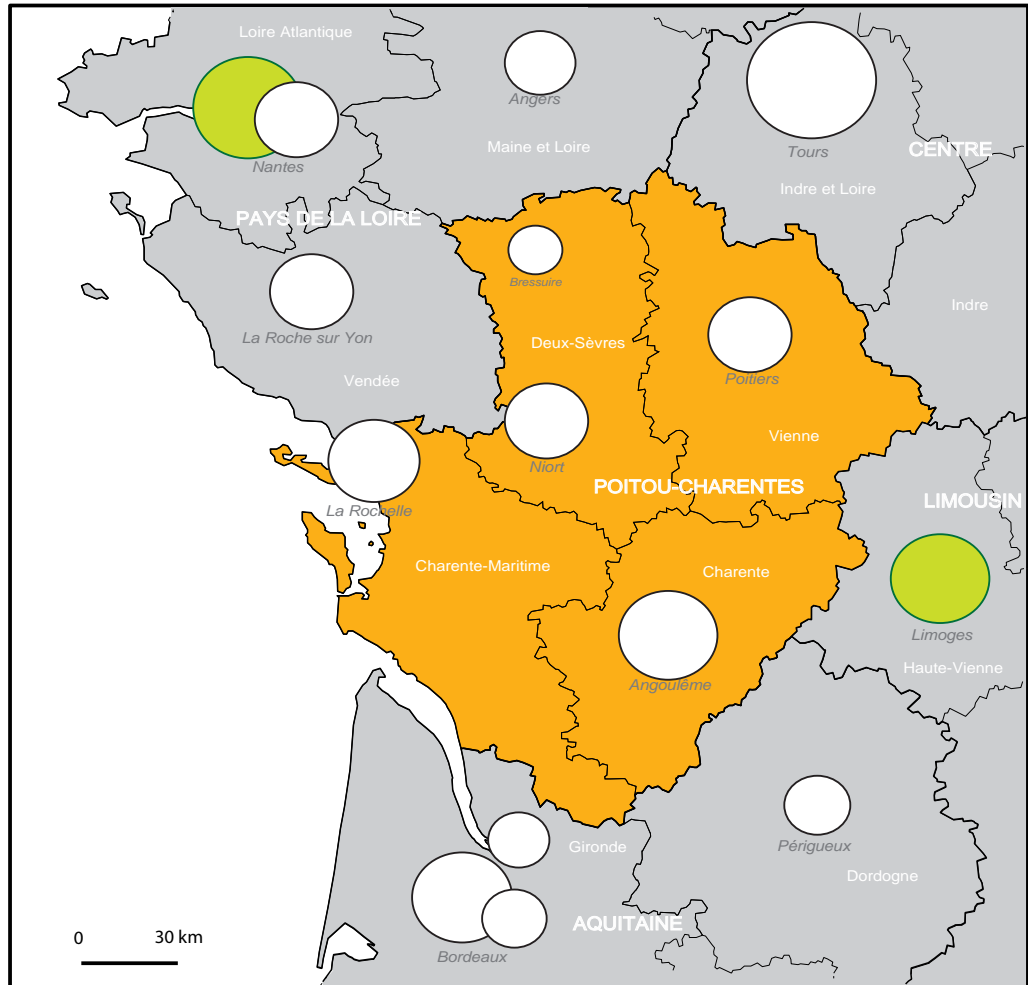 Loire Atlantique
Angers
Tours
CENTRE
Nantes
Maine et Loire
Indre et Loire
PAYS DE LA LOIRE
Bressuire
Indre
La Roche sur Yon
Deux-Sèvres
Poitiers
Vendée
Vienne
Niort
POITOU-CHARENTES
LIMOUSIN
La Rochelle
Charente-Maritime
Charente
Limoges
Haute-Vienne
Angoulême
Gironde
Périgueux
Dordogne
AQUITAINE
Bordeaux
0 30 km